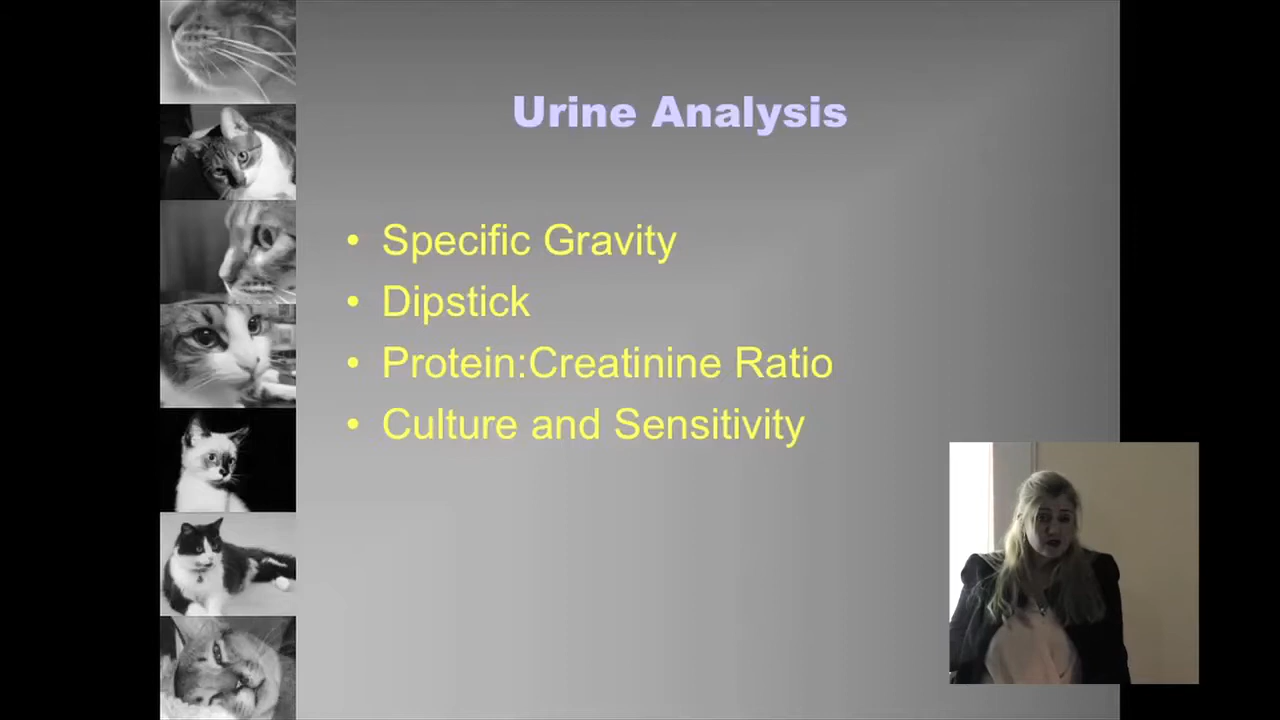 Urine Analysis
• Specific Gravity
• Dipstick
• Protein:Creatinine Ratio
• Culture and Sensitivity